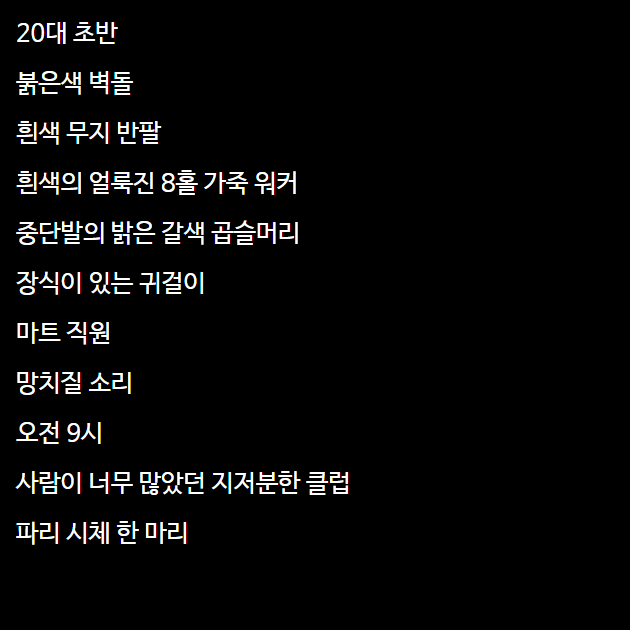 20대 초반
붉은색 벽돌
흰색 무지 반팔
흰색의 얼룩진 8홀 가죽 워커
중단발의 밝은 갈색 곱슬머리
장식이 있는 귀걸이
마트 직원
망치질 소리
오전 9시
사람이 너무 많았던 지저분한 클럽
파리 시체 한 마리